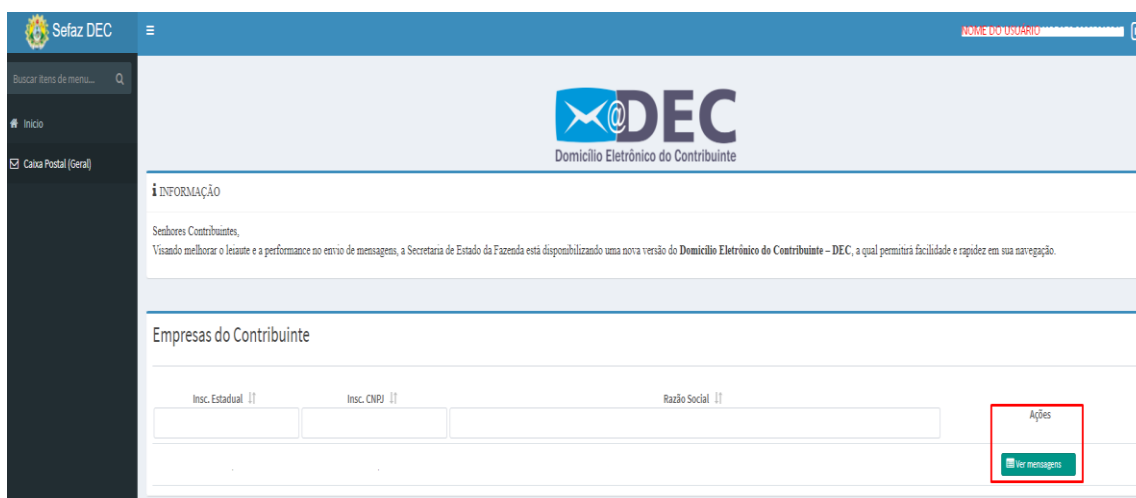 Sefaz DEC
NOME DO USUARIO
Buscar itens de menu...
Início
Caixa Postal (Geral)
@DEC
Domicílio Eletrônico do Contribuinte
i INFORMAÇÃO
Senhores Contribuintes,
Visando melhorar o leiaute e a performance no envio de mensagens, a Secretaria de Estado da Fazenda está disponibilizando uma nova versão do Domicílio Eletrônico do Contribuinte – DEC, a qual permitirá facilidade e rapidez em sua navegação.
Empresas do Contribuinte
Insc. Estadual Insc. CNPJ Razão Social Ações
Ver mensagens